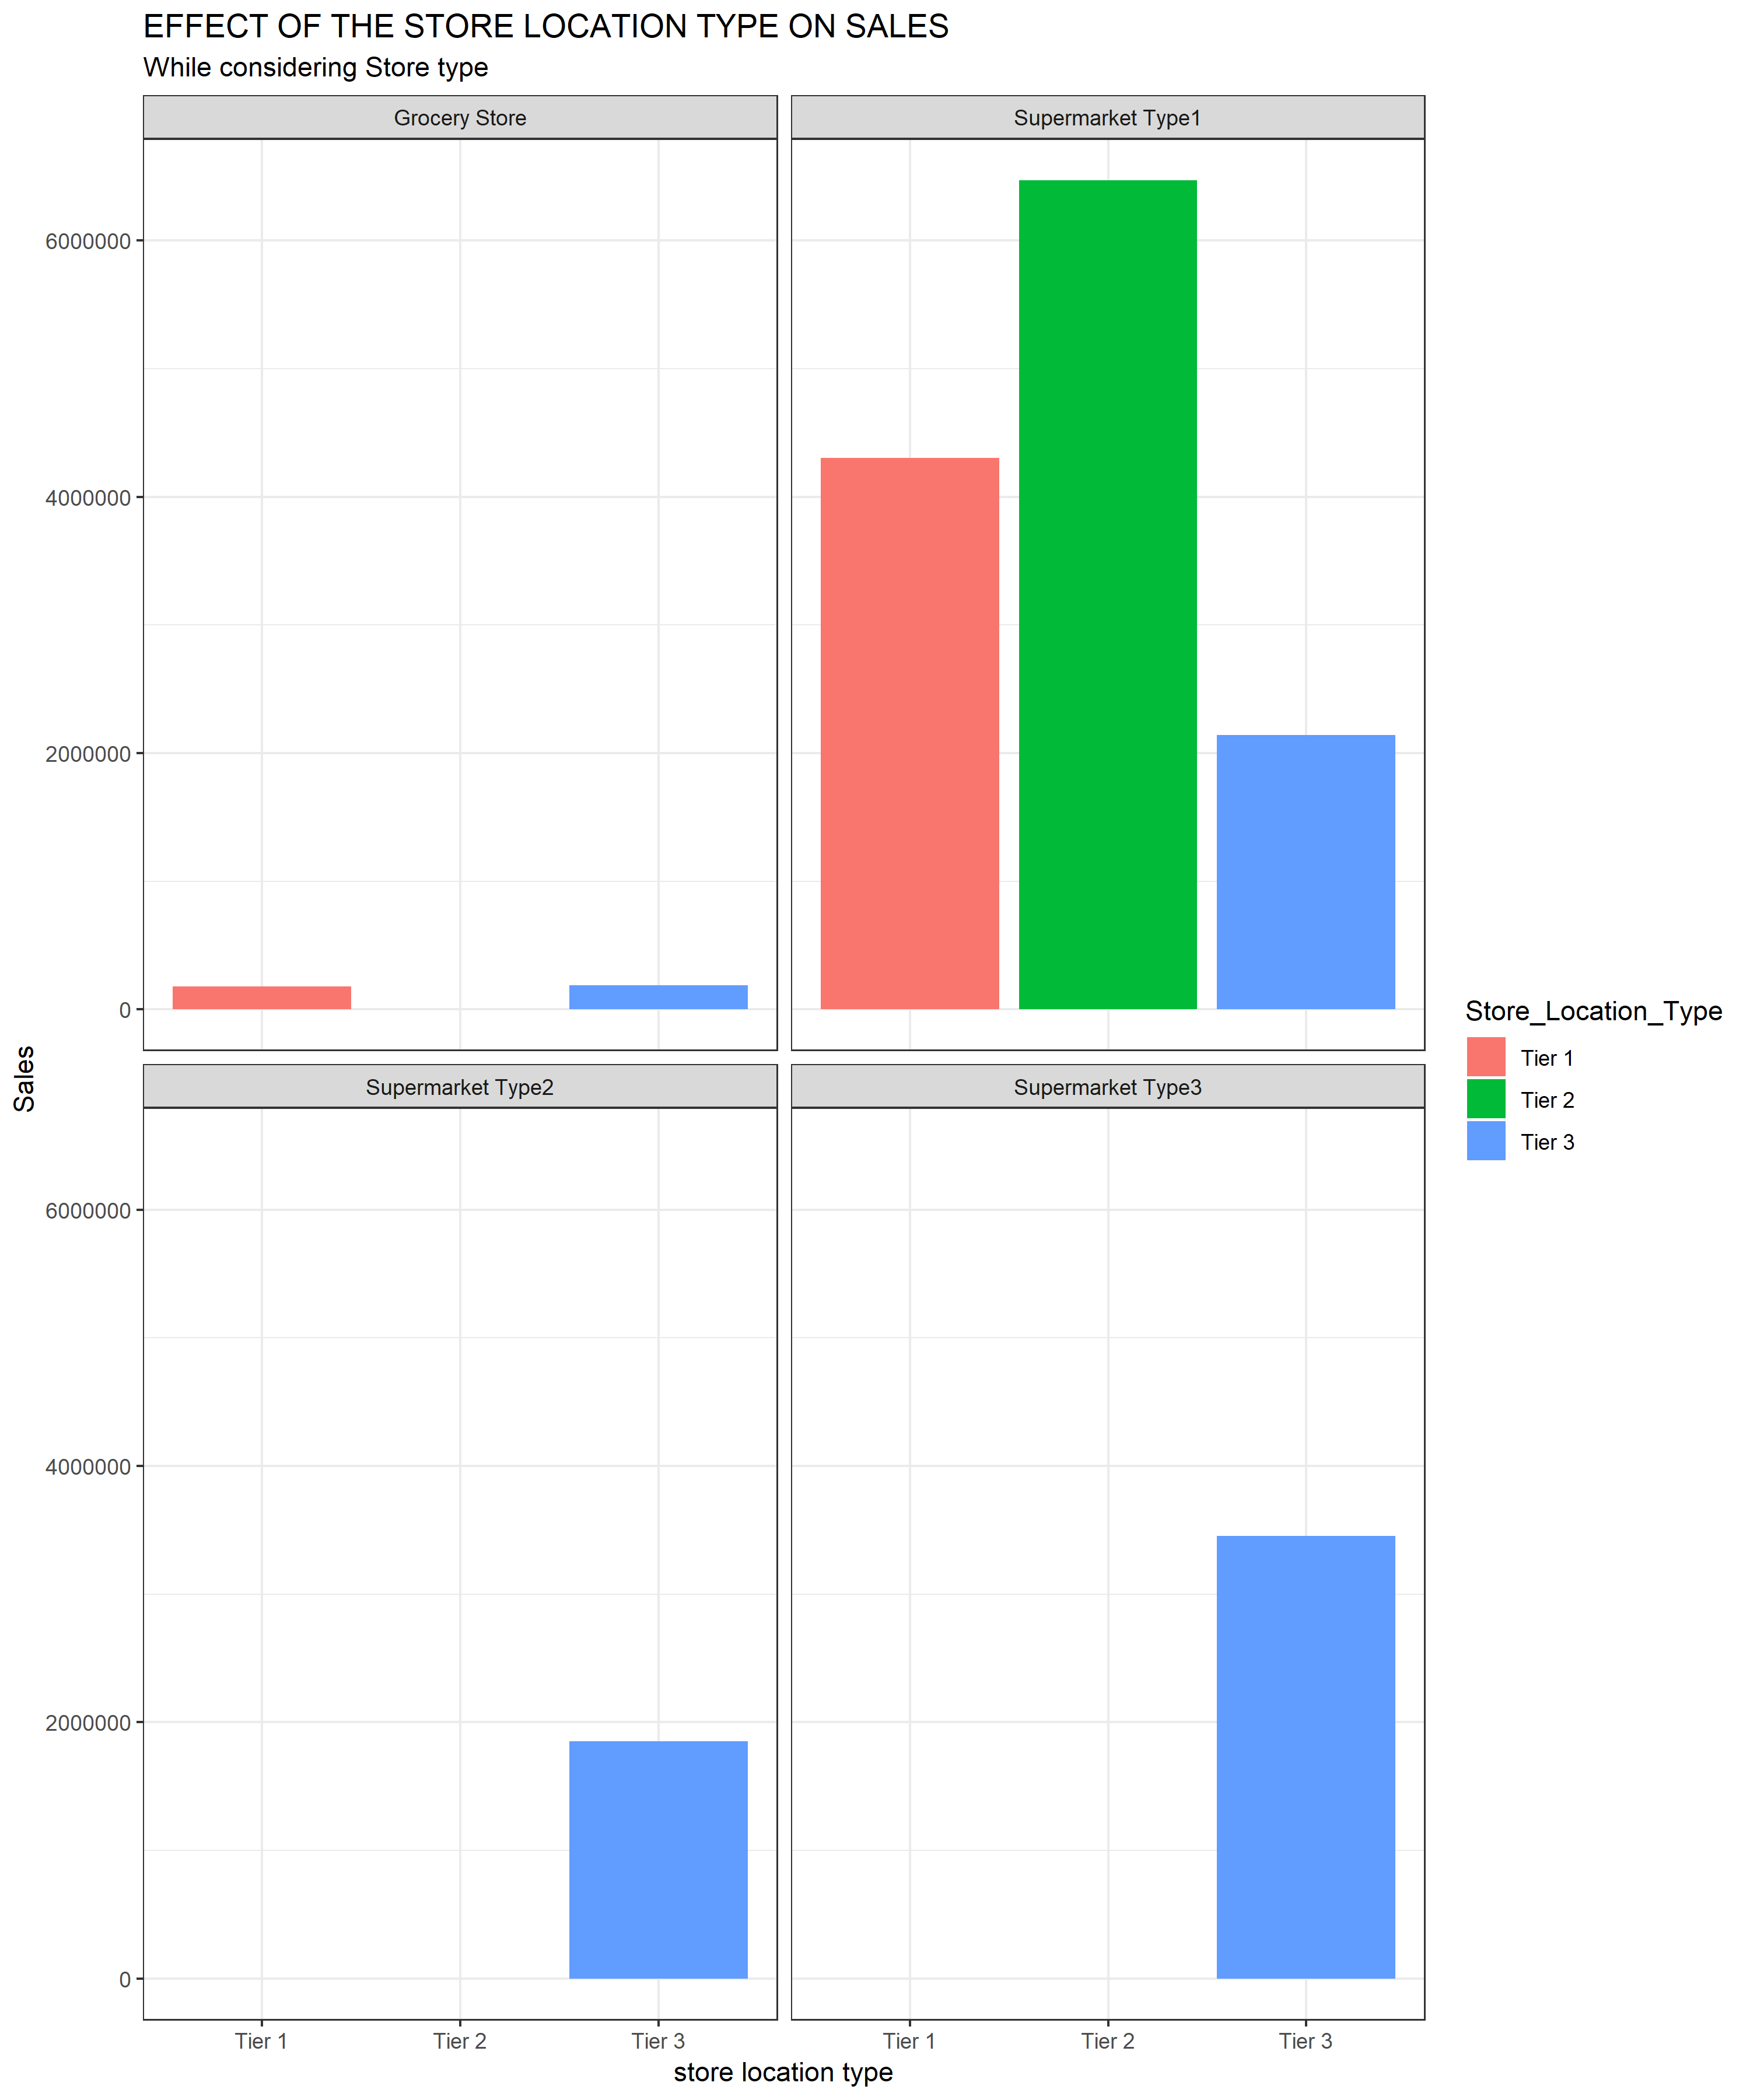 EFFECT OF THE STORE LOCATION TYPE ON SALES
While considering Store type
Grocery Store
Supermarket Type1
6000000
4000000
2000000
0
Supermarket Type2
Supermarket Type3
6000000
4000000
2000000
0
Tier 1
Tier 2
Tier 3
Tier 1
Tier 2
Tier 3
store location type
Sales
Store_Location_Type
Tier 1
Tier 2
Tier 3